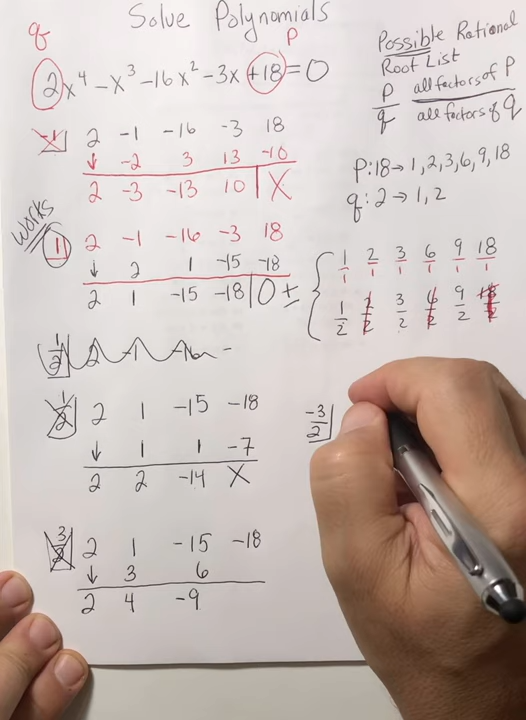 Solve Polynomials
q
p
2x⁴ - x³ - 16x² - 3x + 18 = 0
-1 2 -1 -16 -3 18
↓ -2 3 13 -10
2 -3 -13 10 X
Works
1 2 -1 -16 -3 18
↓ 2 1 -15 -18
2 1 -15 -18 0 ±
1/2 2 -1 -16 -
1/2 2 1 -15 -18
↓ 1 1 -7
2 2 -14 X
3/2 2 1 -15 -18
↓ 3 6
2 4 -9
Possible Rational
Root List
p/q all factors of P / all factors of q
P: 18 → 1, 2, 3, 6, 9, 18
q: 2 → 1, 2
1/1 2/1 3/1 6/1 9/1 18/1
1/2 2/2 3/2 6/2 9/2 18/2
-3/2